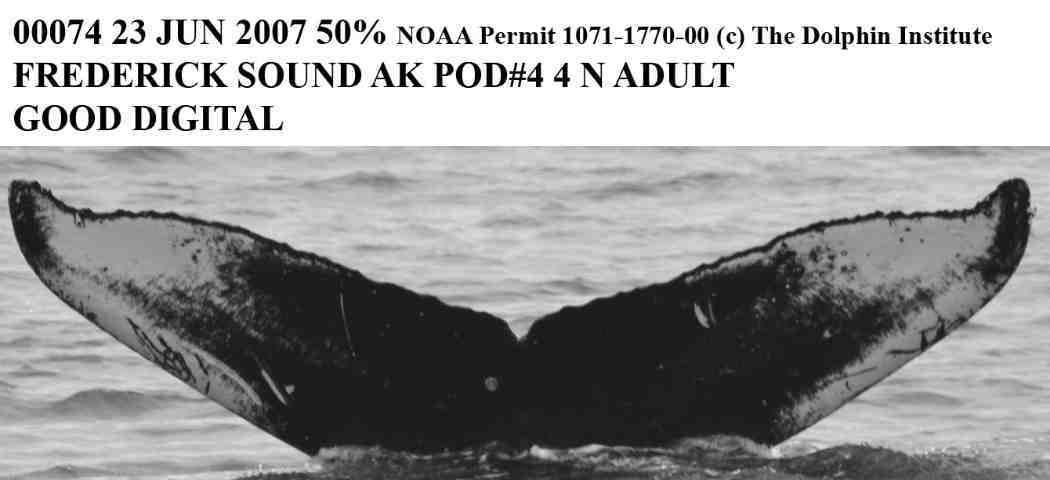 00074 23 JUN 2007 50% NOAA Permit 1071-1770-00 (c) The Dolphin Institute
FREDERICK SOUND AK POD#4 4 N ADULT
GOOD DIGITAL